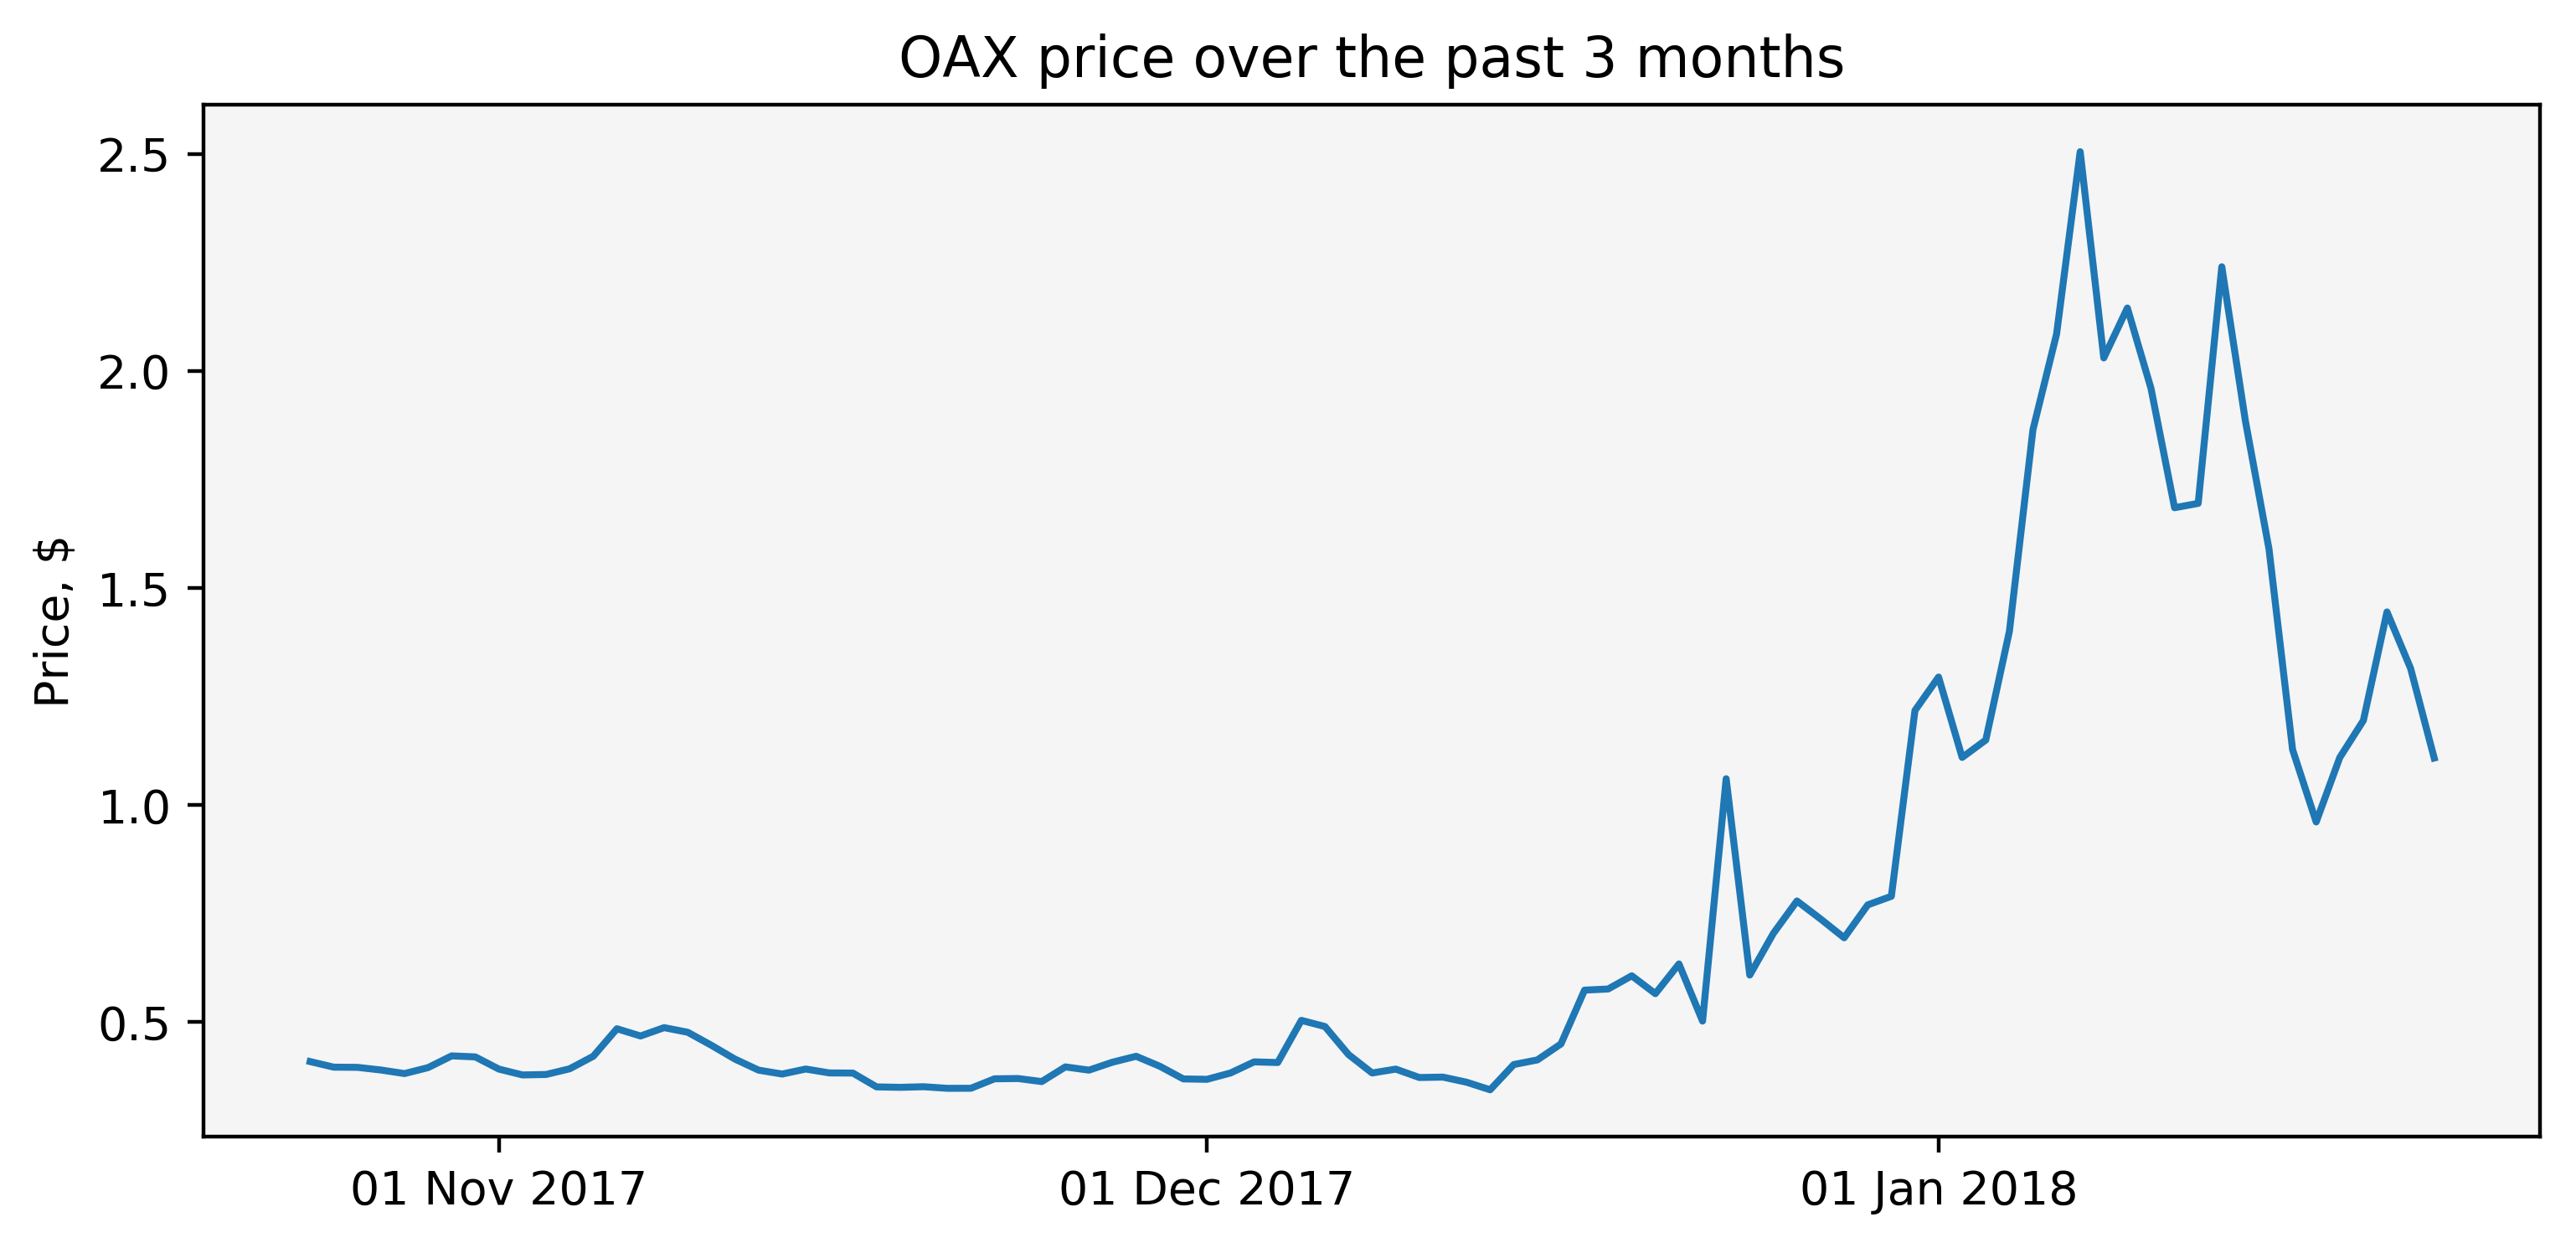 OAX price over the past 3 months
Price, $
2.5
2.0
1.5
1.0
0.5
01 Nov 2017
01 Dec 2017
01 Jan 2018